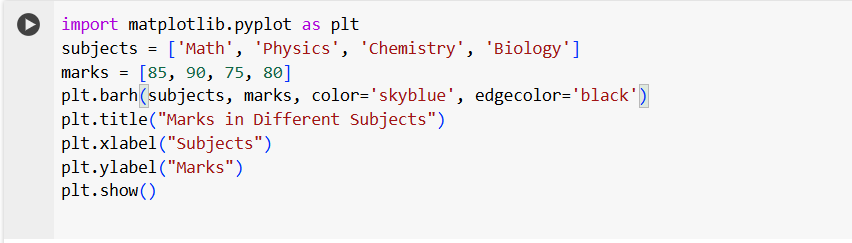 import matplotlib.pyplot as plt
subjects = ['Math', 'Physics', 'Chemistry', 'Biology']
marks = [85, 90, 75, 80]
plt.barh(subjects, marks, color='skyblue', edgecolor='black')
plt.title("Marks in Different Subjects")
plt.xlabel("Subjects")
plt.ylabel("Marks")
plt.show()